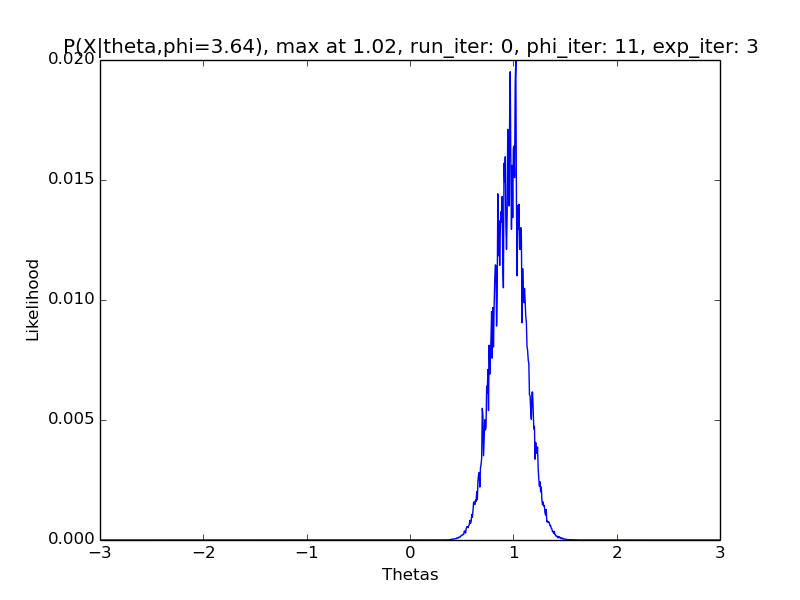 P(X|theta,phi=3.64), max at 1.02, run_iter: 0, phi_iter: 11, exp_iter: 3
0.020
0.015
0.010
0.005
0.000
Likelihood
−3 −2 −1 0 1 2 3
Thetas